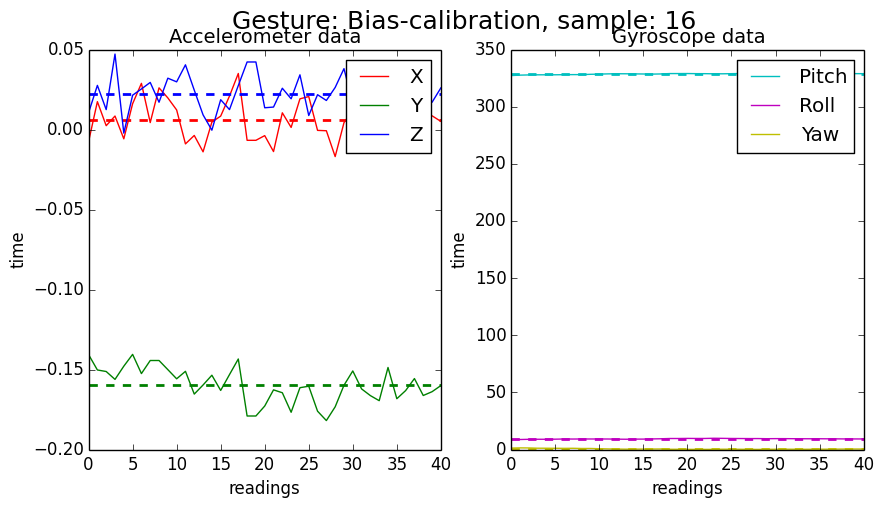 Gesture: Bias-calibration, sample: 16
Accelerometer data
Gyroscope data
0.05
0.00
−0.05
−0.10
−0.15
−0.20
time
X
Y
Z
0 5 10 15 20 25 30 35 40
readings
350
300
250
200
150
100
50
0
time
Pitch
Roll
Yaw
0 5 10 15 20 25 30 35 40
readings